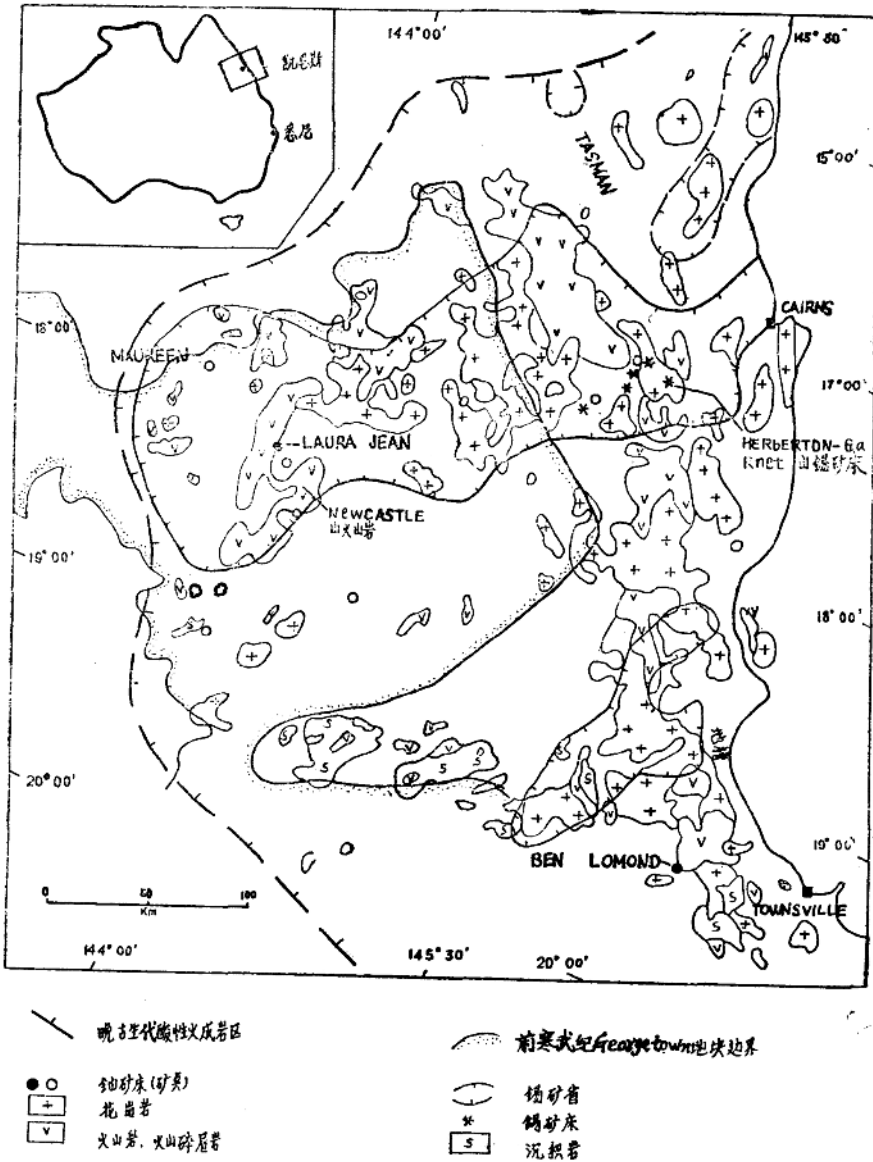 144° 00'
145° 30'
凯恩斯
悉尼
TASMAN
15° 00'
18° 00'
CAIRNS
MAUREEN
17° 00'
LAURA JEAN
HERbERTON-Ga
Rnet 山锡矿床
NewCASTLE
山火山岩
19° 00'
18° 00'
20° 00'
19° 00'
BEN LOMOND
TOWNSVILLE
0 50 100
Km
144° 00'
145° 30'
20° 00'
晚古生代酸性火成岩区
前寒武纪Georgetown地块边界
铀矿床(矿点)
锡矿省
+ 花岗岩
* 锡矿床
V 火山岩、火山碎屑岩
S 沉积岩